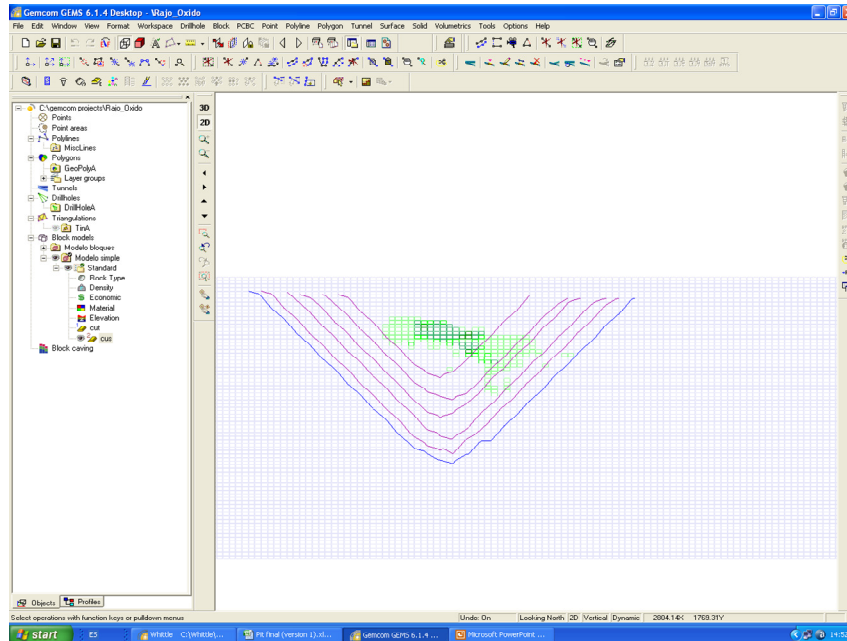 Gemcom GEMS 6.1.4 Desktop - \Rajo_Oxido
File Edit Window View Format Workspace Drillhole Block PCBC Point Polyline Polygon Tunnel Surface Solid Volumetrics Tools Options Help
C:\gemcom projects\Rajo_Oxido
Points
Point areas
Polylines
MiscLines
Polygons
GeoPolyA
Layer groups
Tunnels
Drillholes
DrillHoleA
Triangulations
TinA
Block models
Modelo bloques
Modelo simple
Standard
Rock Type
Density
Economic
Material
Elevation
cut
cus
Block caving
3D
2D
Objects Profiles
Select operations with function keys or pulldown menus
Undo: On Looking North 2D Vertical Dynamic 2804.14X 1769.31Y
start ES Whittle C:\Whittle\... Pit final (version 1).xl... Gemcom GEMS 6.1.4 ... Microsoft PowerPoint ...